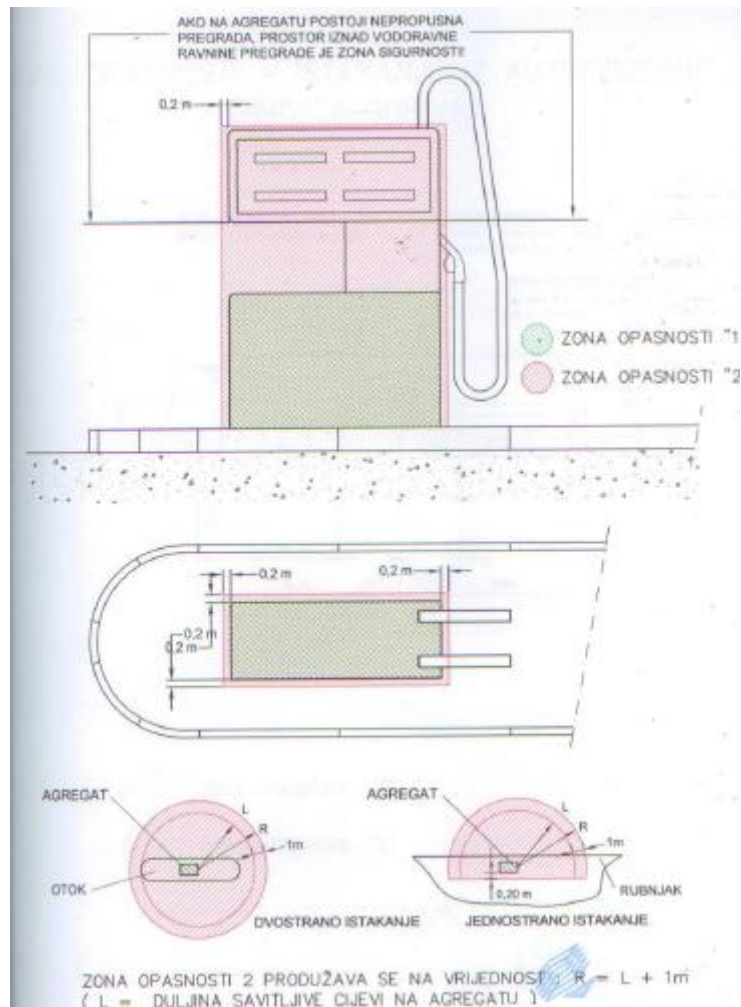 AKO NA AGREGATU POSTOJI NEPROPUSNA
PREGRADA, PROSTOR IZNAD VODORAVNE
RAVNINE PREGRADE JE ZONA SIGURNOSTI!
0,2 m
ZONA OPASNOSTI "1
ZONA OPASNOSTI "2
0,2 m
0,2 m
0,2 m
0,2 m
AGREGAT
L
R
1m
OTOK
DVOSTRANO ISTAKANJE
AGREGAT
L
R
1m
0,20 m
RUBNJAK
JEDNOSTRANO ISTAKANJE
ZONA OPASNOSTI 2 PRODUŽAVA SE NA VRIJEDNOST : R = L + 1m
( L = DULJINA SAVITLJIVE CIJEVI NA AGREGATU )